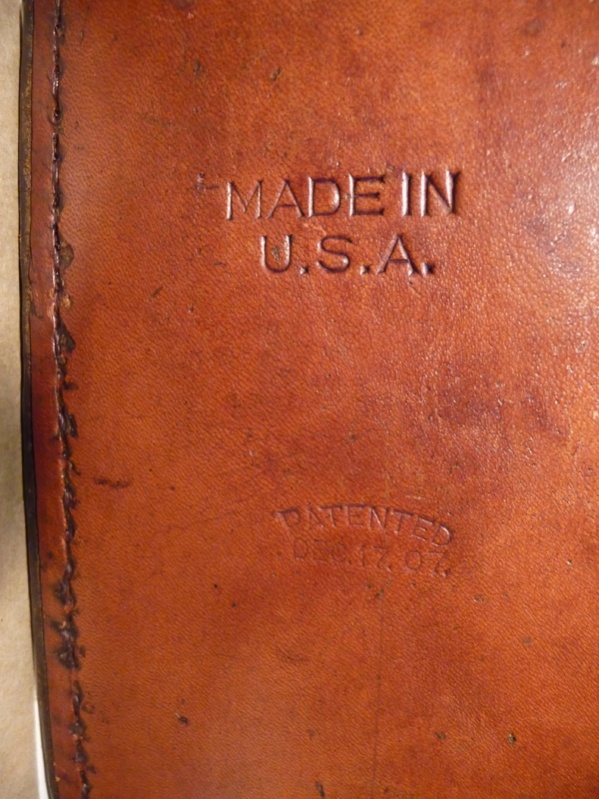 MADE IN
U.S.A.
PATENTED
DEC. 17. 07.